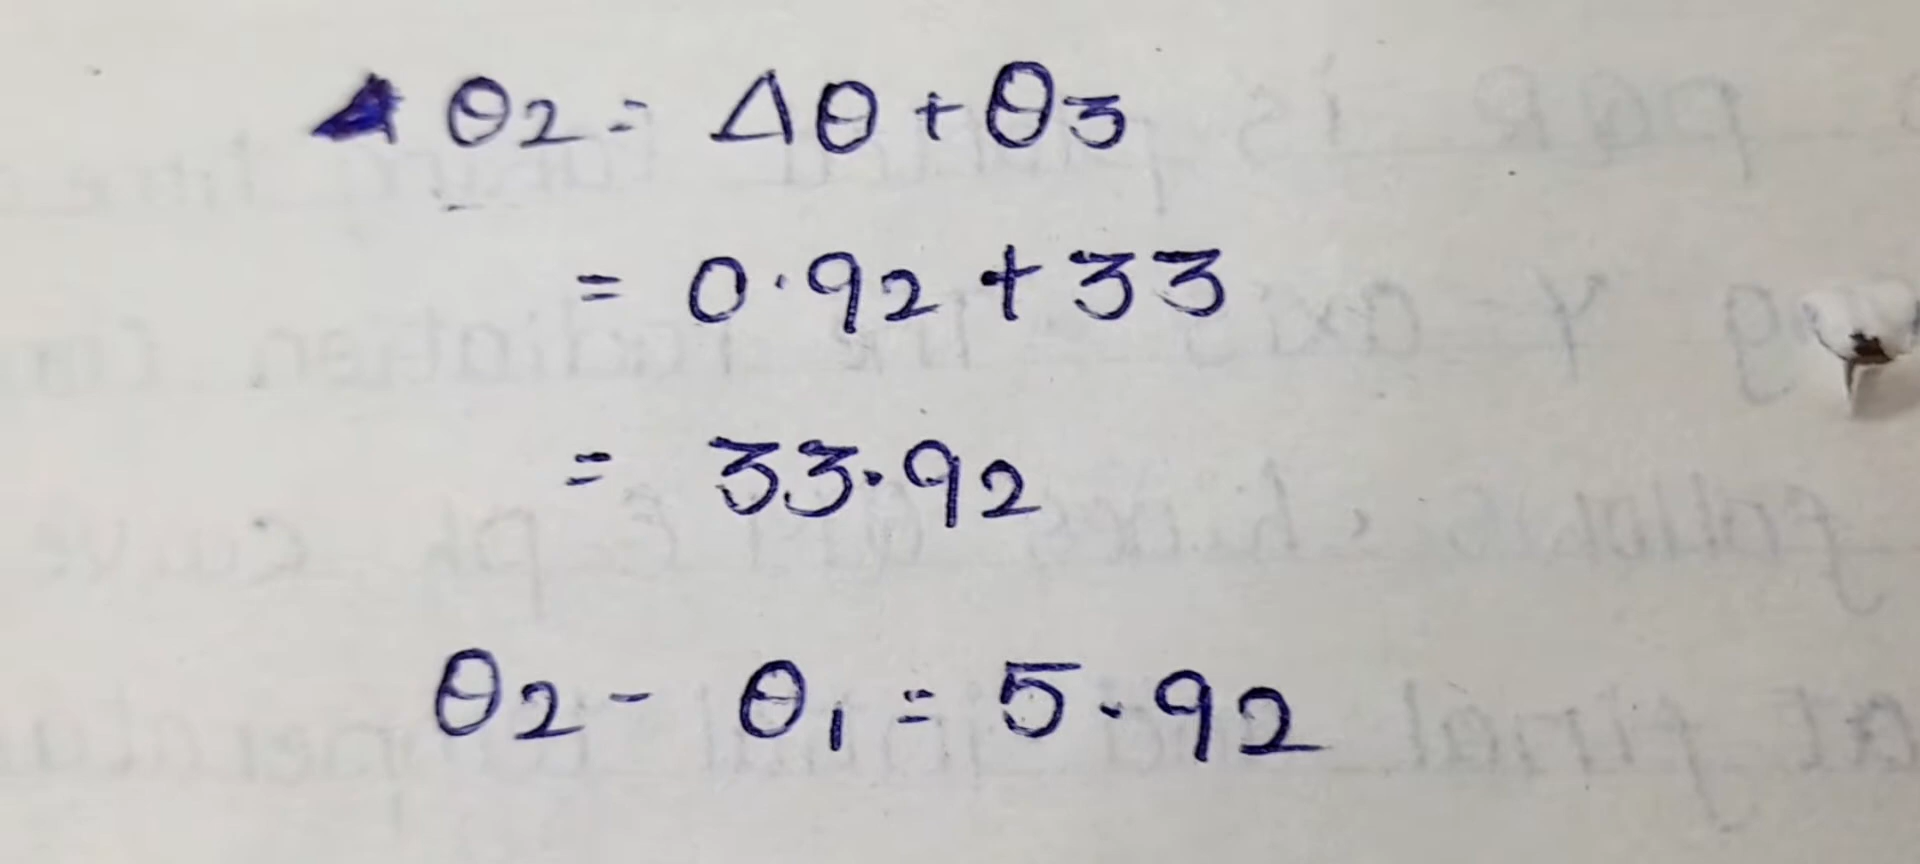 θ2 = Δθ + θ3
= 0.92 + 33
= 33.92
θ2 - θ1 = 5.92